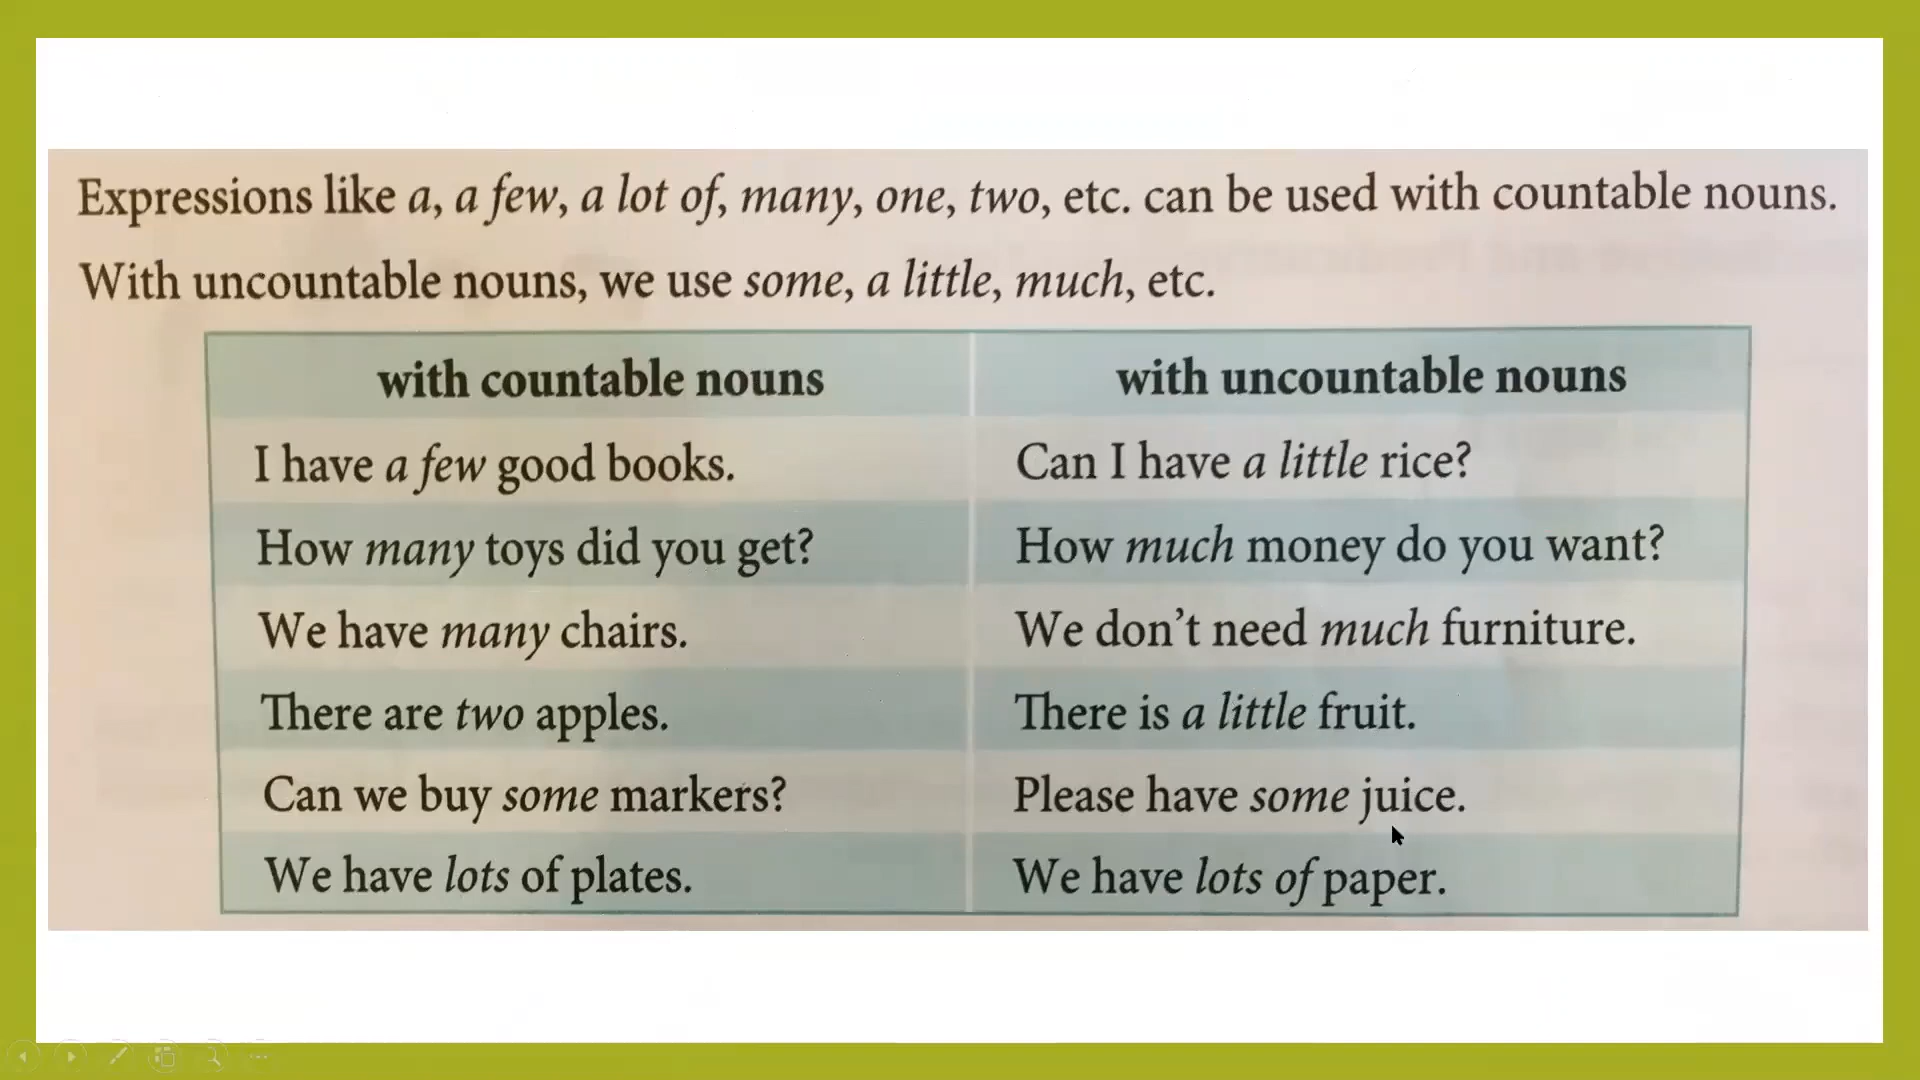 Expressions like a, a few, a lot of, many, one, two, etc. can be used with countable nouns.
With uncountable nouns, we use some, a little, much, etc.
with countable nouns with uncountable nouns
I have a few good books. Can I have a little rice?
How many toys did you get? How much money do you want?
We have many chairs. We don't need much furniture.
There are two apples. There is a little fruit.
Can we buy some markers? Please have some juice.
We have lots of plates. We have lots of paper.